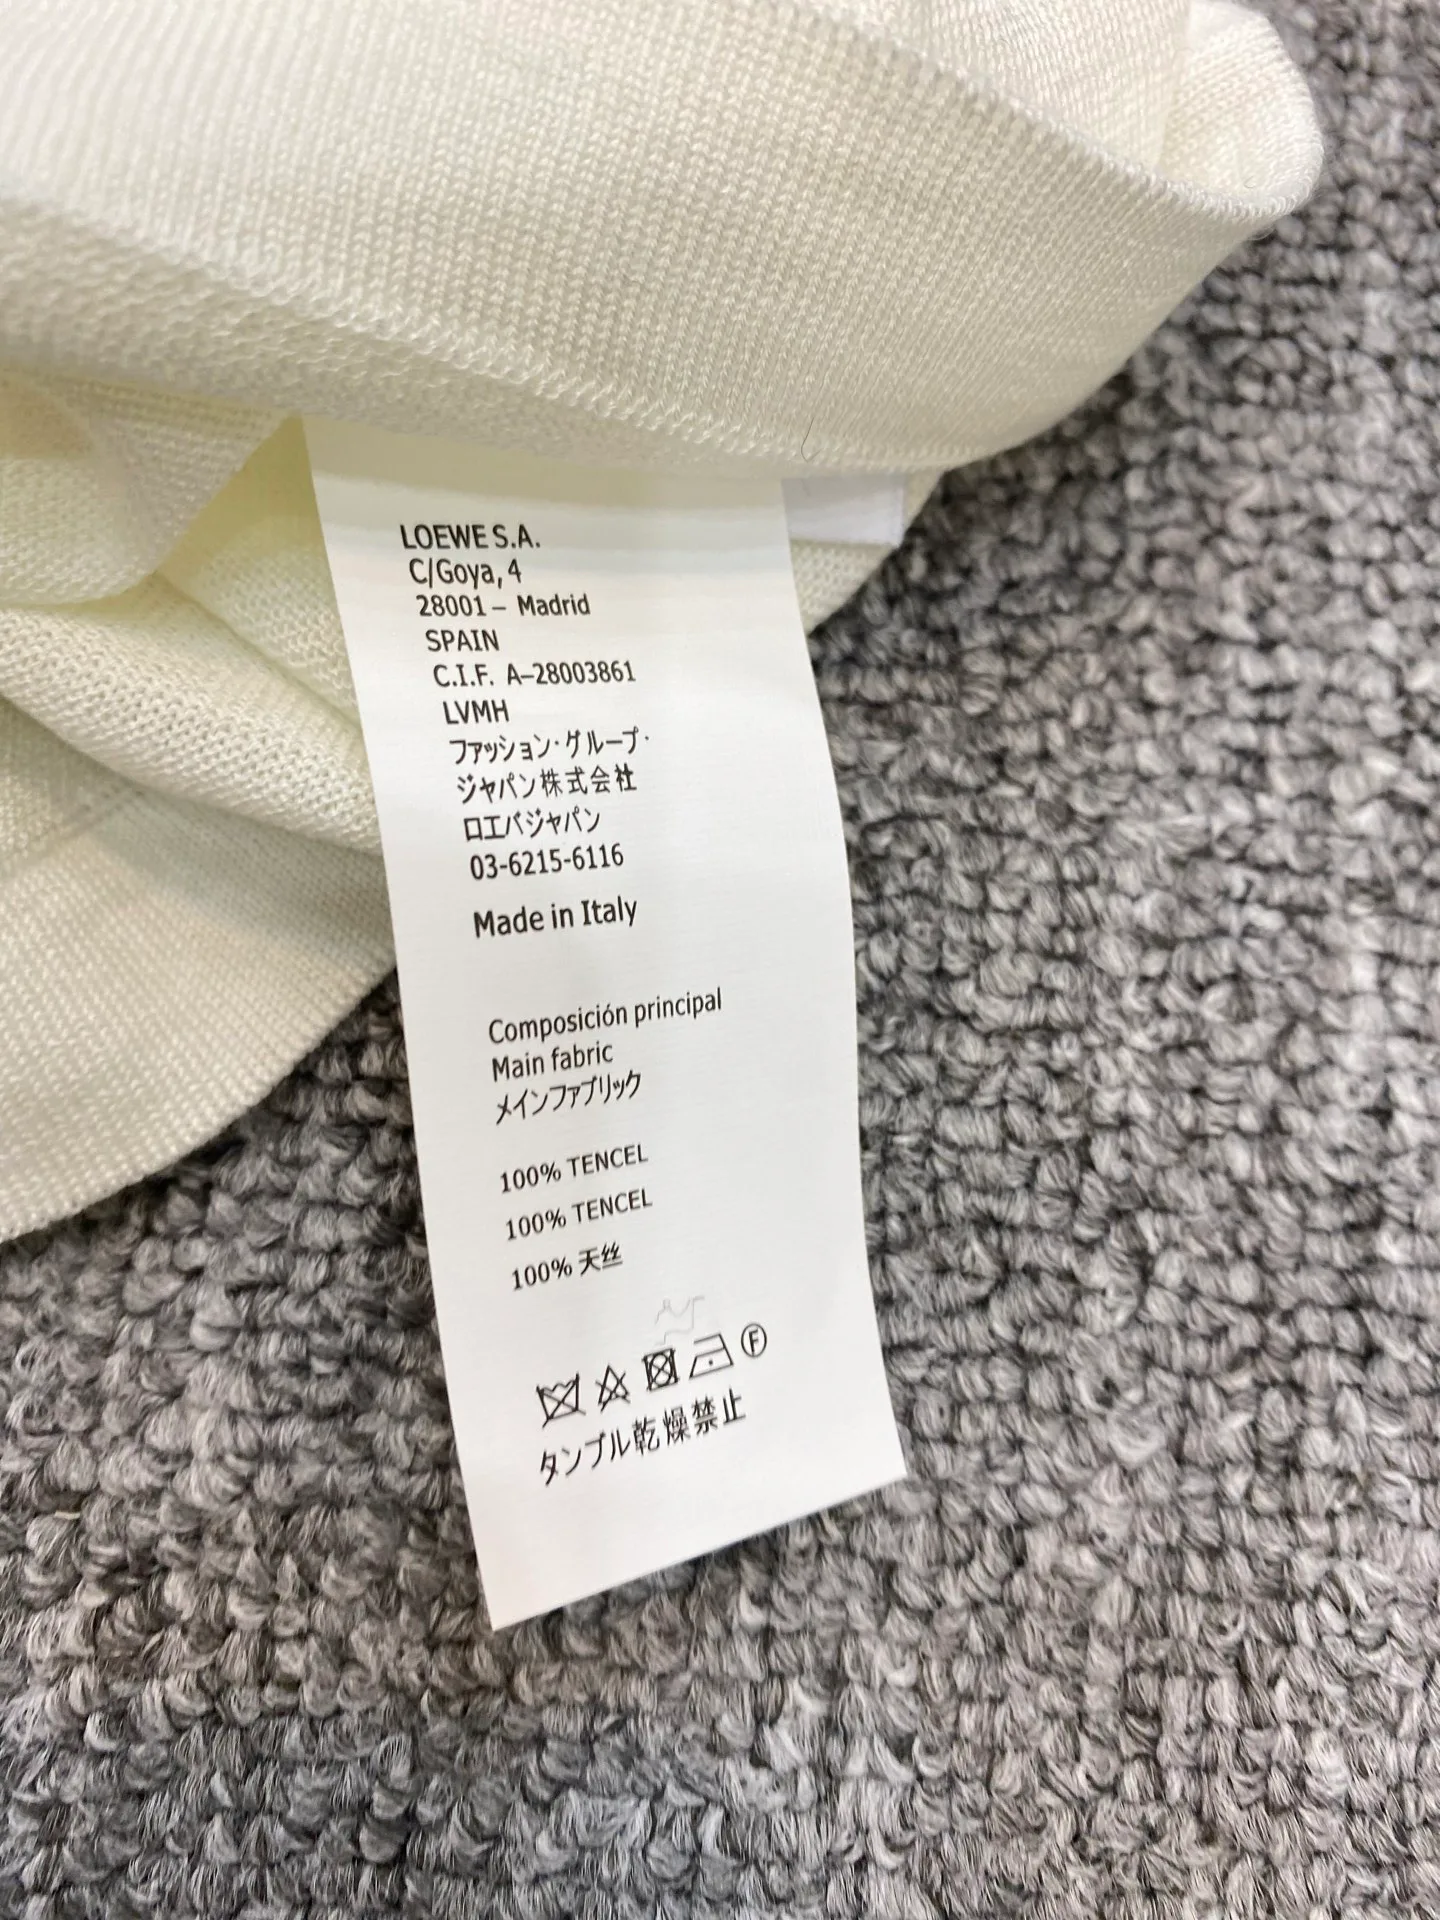 LOEWE S.A.
C/Goya, 4
28001 – Madrid
SPAIN
C.I.F. A–28003861
LVMH
ファッション・グループ・
ジャパン株式会社
ロエベジャパン
03-6215-6116
Made in Italy
Composición principal
Main fabric
メインファブリック
100% TENCEL
100% TENCEL
100% 天丝
F
タンブル乾燥禁止